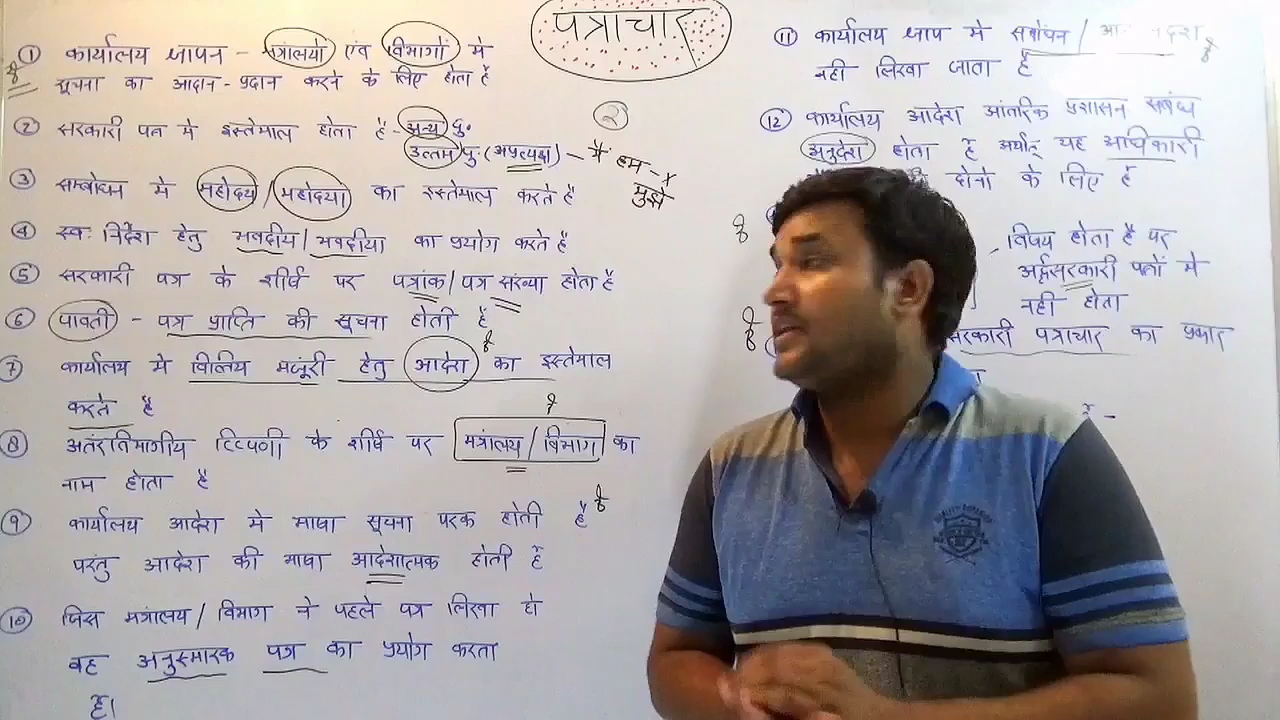 पत्राचार
① कार्यालय ज्ञापन - मंत्रालयो एंव विभागों मे
सूचना का आदान-प्रदान करने के लिए होता है
② सरकारी पत्र मे इस्तेमाल होता है - अन्य पु॰
उत्तम पु॰ (अप्रत्यक्ष) - मैं हम - x
मुझे
③ सम्बोधन मे महोदय / महोदया का इस्तेमाल करते है
④ स्व: निर्देश हेतु भवदीय / भवदीया का प्रयोग करते है
⑤ सरकारी पत्र के शीर्ष पर पत्रांक / पत्र संख्या होता है
⑥ पावती - पत्र प्राप्ति की सूचना होती है
⑦ कार्यालय मे वित्तिय मंजूरी हेतु आदेश का इस्तेमाल
करते है
⑧ अतंरविभागीय टिप्पणी के शीर्ष पर मंत्रालय / विभाग का
नाम होता है
⑨ कार्यालय आदेश मे भाषा सूचना परक होती है
परंतु आदेश की भाषा आदेशात्मक होती है
⑩ जिस मंत्रालय / विभाग ने पहले पत्र लिखा हो
वह अनुस्मारक पत्र का प्रयोग करता
है।
②
⑪ कार्यालय ज्ञाप मे सबोंधन /
नही लिखा जाता है
⑫ कार्यालय आदेश आंतरिक प्रशासन संबंध
अनुदेश होता है अर्थात् यह अधिकारी
दोनो के लिए है
विषय होता है पर
अर्द्धसरकारी पत्रों मे
नही होता
सरकारी पत्राचार का प्रकार